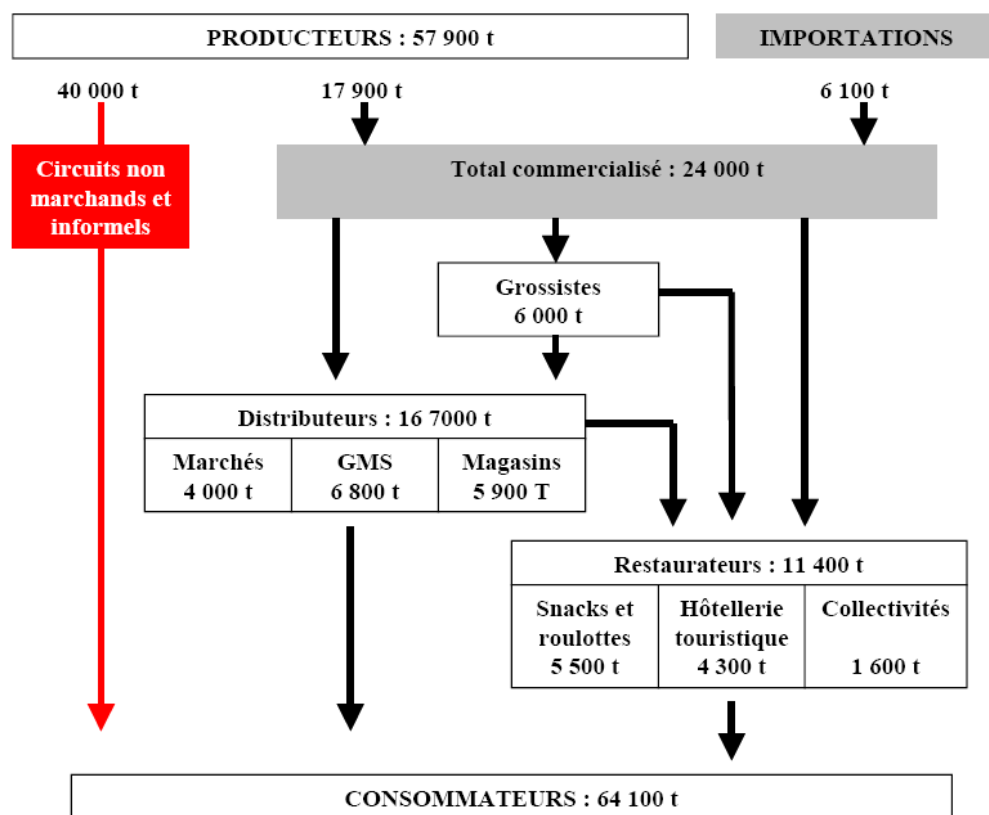 PRODUCTEURS : 57 900 t
IMPORTATIONS
40 000 t
17 900 t
6 100 t
Circuits non
marchands et
informels
Total commercialisé : 24 000 t
Grossistes
6 000 t
Distributeurs : 16 7000 t
Marchés
4 000 t
GMS
6 800 t
Magasins
5 900 T
Restaurateurs : 11 400 t
Snacks et
roulottes
5 500 t
Hôtellerie
touristique
4 300 t
Collectivités
1 600 t
CONSOMMATEURS : 64 100 t